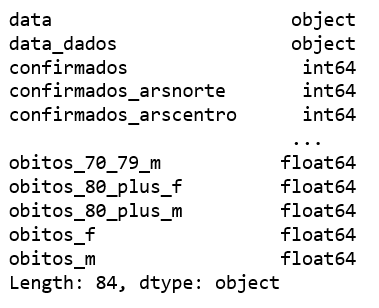 data object
data_dados object
confirmados int64
confirmados_arsnorte int64
confirmados_arscentro int64
...
obitos_70_79_m float64
obitos_80_plus_f float64
obitos_80_plus_m float64
obitos_f float64
obitos_m float64
Length: 84, dtype: object